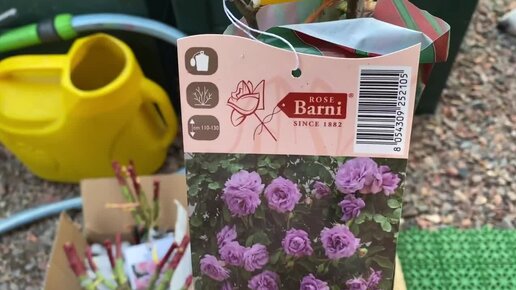 ROSE
Barni®
SINCE 1882
cm 110-130
8 054309 252105